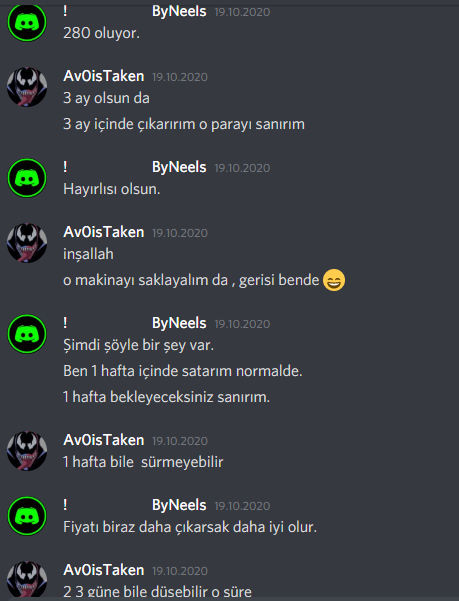 ! ByNeels 19.10.2020
280 oluyor.
Av0isTaken 19.10.2020
3 ay olsun da
3 ay içinde çıkarırım o parayı sanırım
! ByNeels 19.10.2020
Hayırlısı olsun.
Av0isTaken 19.10.2020
inşallah
o makinayı saklayalım da , gerisi bende 😄
! ByNeels 19.10.2020
Şimdi şöyle bir şey var.
Ben 1 hafta içinde satarım normalde.
1 hafta bekleyeceksiniz sanırım.
Av0isTaken 19.10.2020
1 hafta bile sürmeyebilir
! ByNeels 19.10.2020
Fiyatı biraz daha çıkarsak daha iyi olur.
Av0isTaken 19.10.2020
2 3 güne bile düşebilir o süre